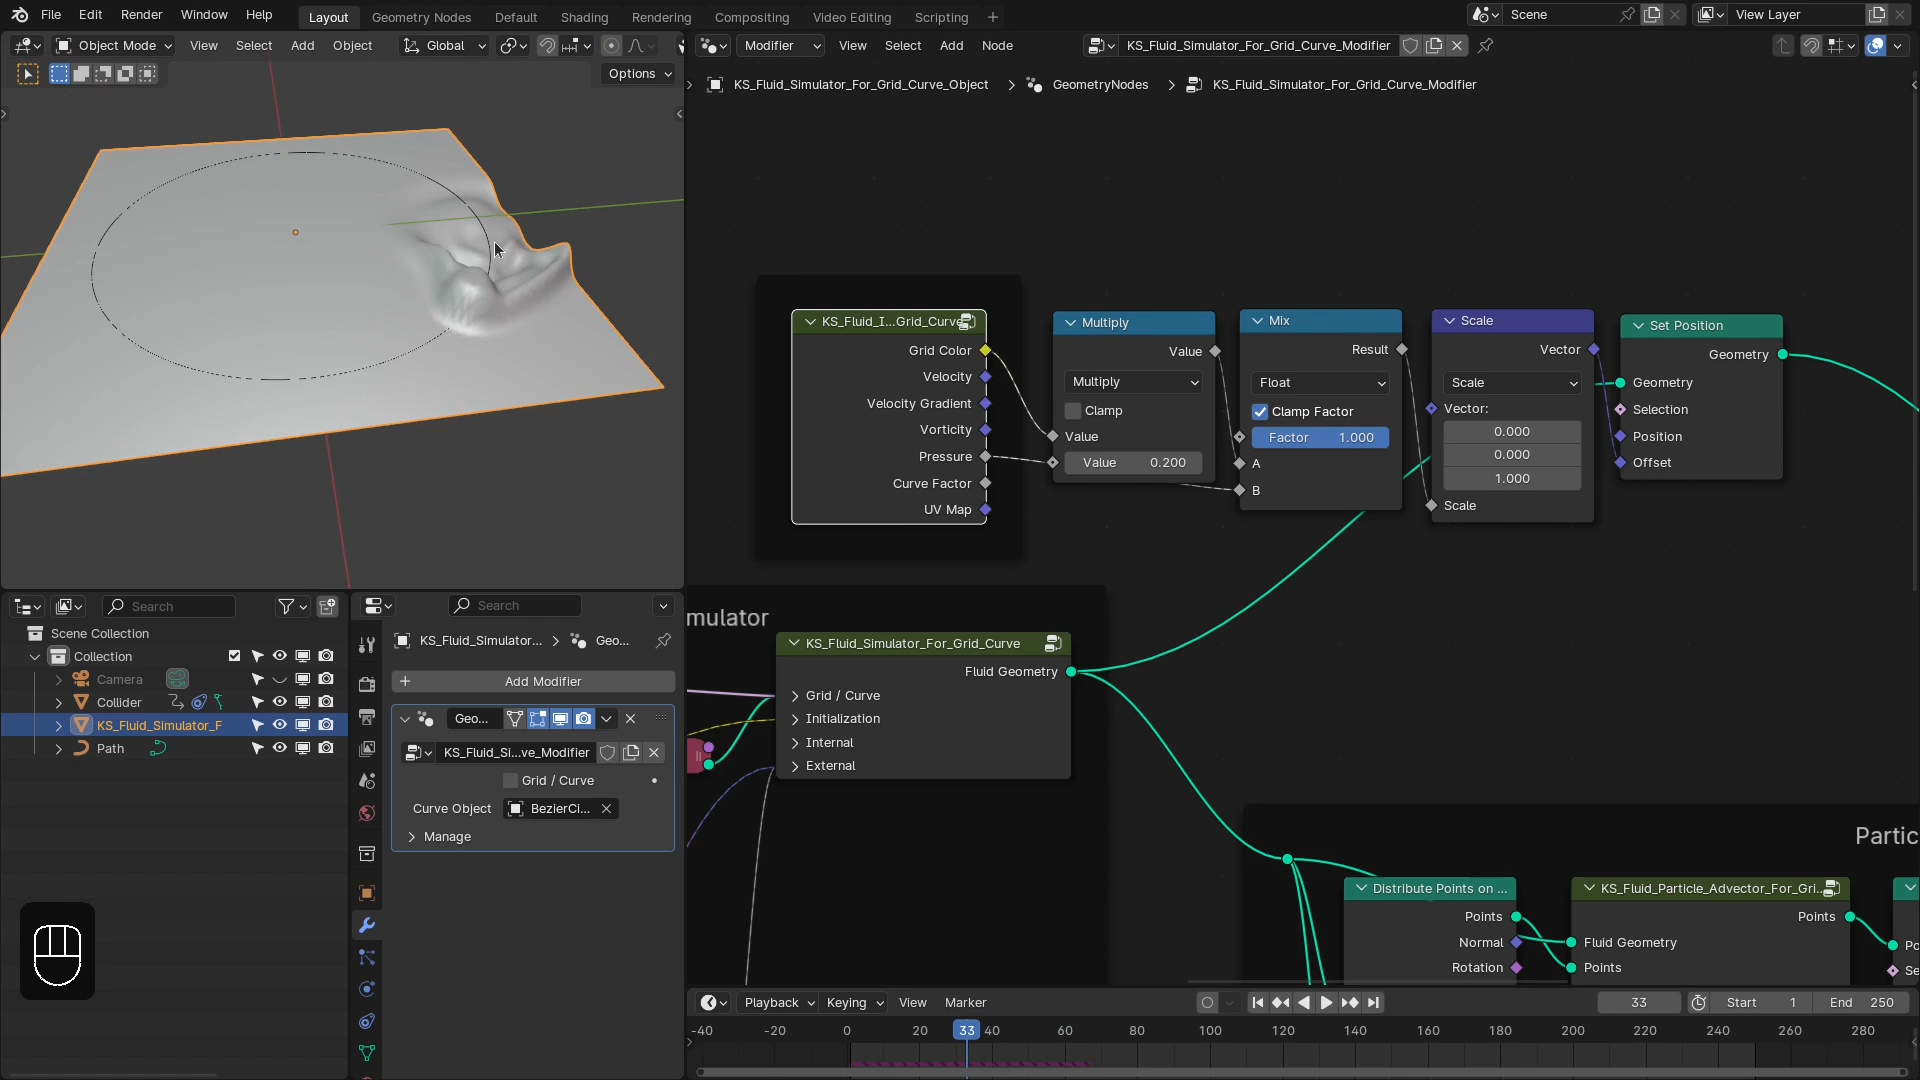 File Edit Render Window Help
Layout Geometry Nodes Default Shading Rendering Compositing Video Editing Scripting
Scene
View Layer
Object Mode View Select Add Object Global
Options
Modifier View Select Add Node KS_Fluid_Simulator_For_Grid_Curve_Modifier
KS_Fluid_Simulator_For_Grid_Curve_Object GeometryNodes KS_Fluid_Simulator_For_Grid_Curve_Modifier
KS_Fluid_I...Grid_Curve
Grid Color
Velocity
Velocity Gradient
Vorticity
Pressure
Curve Factor
UV Map
Multiply
Value
Multiply
Clamp
Value
Value 0.200
Mix
Result
Float
Clamp Factor
Factor 1.000
A
B
Scale
Vector
Scale
Vector:
0.000
0.000
1.000
Scale
Set Position
Geometry
Geometry
Selection
Position
Offset
mulator
KS_Fluid_Simulator_For_Grid_Curve
Fluid Geometry
Grid / Curve
Initialization
Internal
External
Partic
Distribute Points on ...
Points
Normal
Rotation
KS_Fluid_Particle_Advector_For_Gri...
Points
Fluid Geometry
Points
Po
Se
Search
Scene Collection
Collection
Camera
Collider
KS_Fluid_Simulator_F
Path
Search
KS_Fluid_Simulator... Geo...
Add Modifier
Geo...
KS_Fluid_Si...ve_Modifier
Grid / Curve
Curve Object BezierCi...
Manage
Playback Keying View Marker
33 Start 1 End 250
-40 -20 0 20 33 40 60 80 100 120 140 160 180 200 220 240 260 280